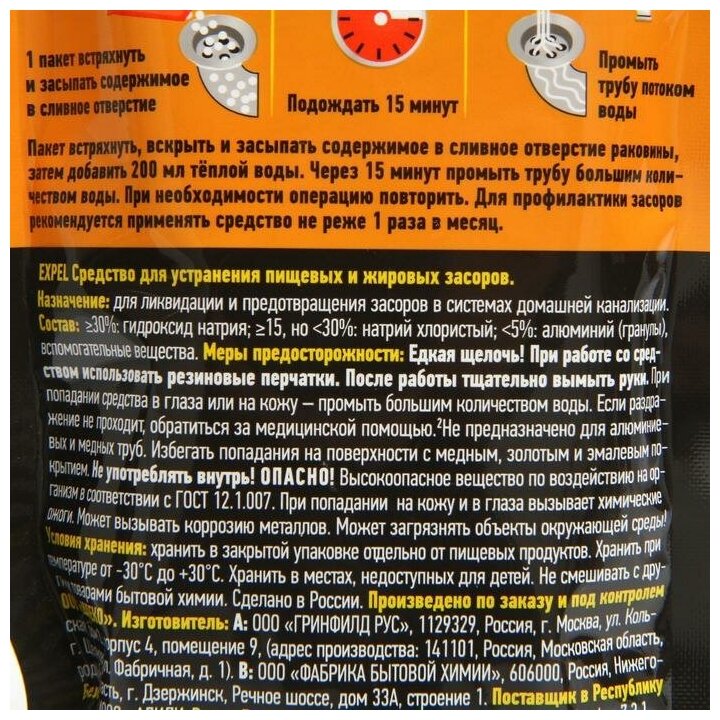 1 пакет встряхнуть
и засыпать содержимое
в сливное отверстие
Подождать 15 минут
Промыть
трубу потоком
воды
Пакет встряхнуть, вскрыть и засыпать содержимое в сливное отверстие раковины,
затем добавить 200 мл тёплой воды. Через 15 минут промыть трубу большим коли-
чеством воды. При необходимости операцию повторить. Для профилактики засоров
рекомендуется применять средство не реже 1 раза в месяц.
EXPEL Средство для устранения пищевых и жировых засоров.
Назначение: для ликвидации и предотвращения засоров в системах домашней канализации.
Состав: ≥30%: гидроксид натрия; ≥15, но <30%: натрий хлористый; <5%: алюминий (гранулы),
вспомогательные вещества. Меры предосторожности: Едкая щелочь! При работе со сред-
ством использовать резиновые перчатки. После работы тщательно вымыть руки. При
попадании средства в глаза или на кожу – промыть большим количеством воды. Если раздра-
жение не проходит, обратиться за медицинской помощью.²Не предназначено для алюминие-
вых и медных труб. Избегать попадания на поверхности с медным, золотым и эмалевым по-
крытием. Не употреблять внутрь! ОПАСНО! Высокоопасное вещество по воздействию на ор-
ганизм в соответствии с ГОСТ 12.1.007. При попадании на кожу и в глаза вызывает химические
ожоги. Может вызывать коррозию металлов. Может загрязнять объекты окружающей среды!
Условия хранения: хранить в закрытой упаковке отдельно от пищевых продуктов. Хранить при
температуре от -30°С до +30°С. Хранить в местах, недоступных для детей. Не смешивать с дру-
гими товарами бытовой химии. Сделано в России. Произведено по заказу и под контролем
Изготовитель: А: ООО «ГРИНФИЛД РУС», 1129329, Россия, г. Москва, ул. Коль-
корпус 4, помещение 9, (адрес производства: 141101, Россия, Московская область,
Фабричная, д. 1). В: ООО «ФАБРИКА БЫТОВОЙ ХИМИИ», 606000, Россия, Нижего-
г. Дзержинск, Речное шоссе, дом 33А, строение 1. Поставщик в Республику